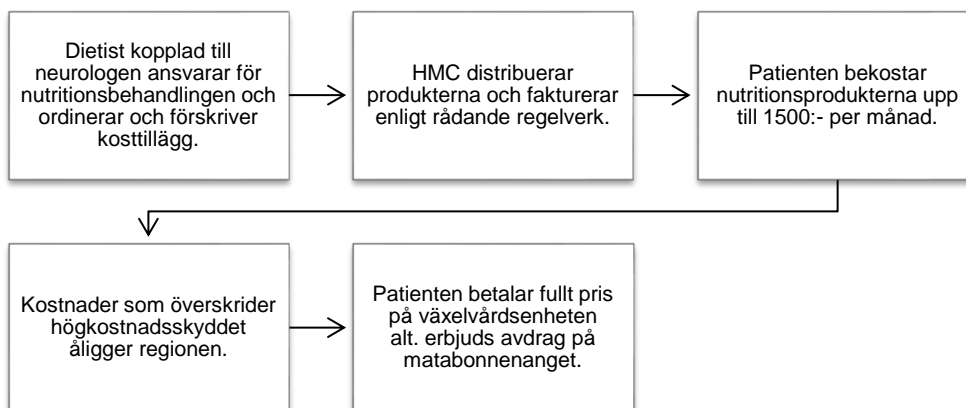 Dietist kopplad till
neurologen ansvarar för
nutritionsbehandlingen och
ordinerar och förskriver
kosttillägg.
HMC distribuerar
produkterna och fakturerar
enligt rådande regelverk.
Patienten bekostar
nutritionsprodukterna upp
till 1500:- per månad.
Kostnader som överskrider
högkostnadsskyddet
åligger regionen.
Patienten betalar fullt pris
på växelvårdsenheten
alt. erbjuds avdrag på
matabonnenanget.